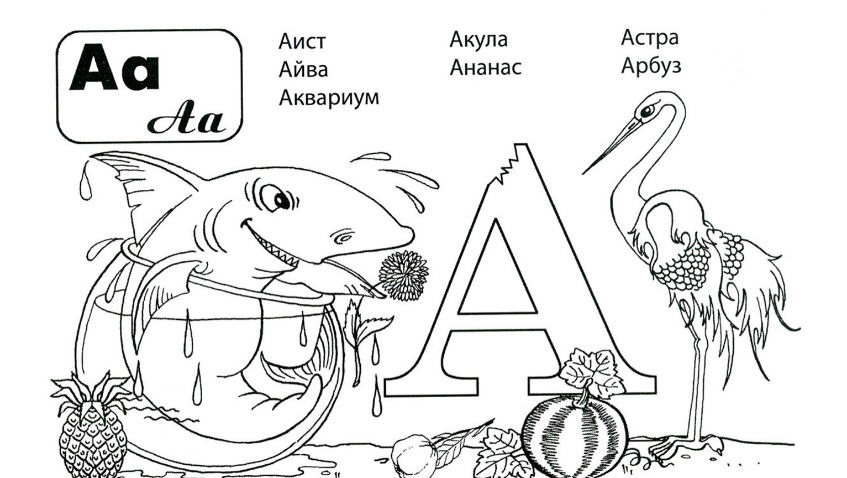 Аа
Аа
Аист
Айва
Аквариум
Акула
Ананас
Астра
Арбуз
А